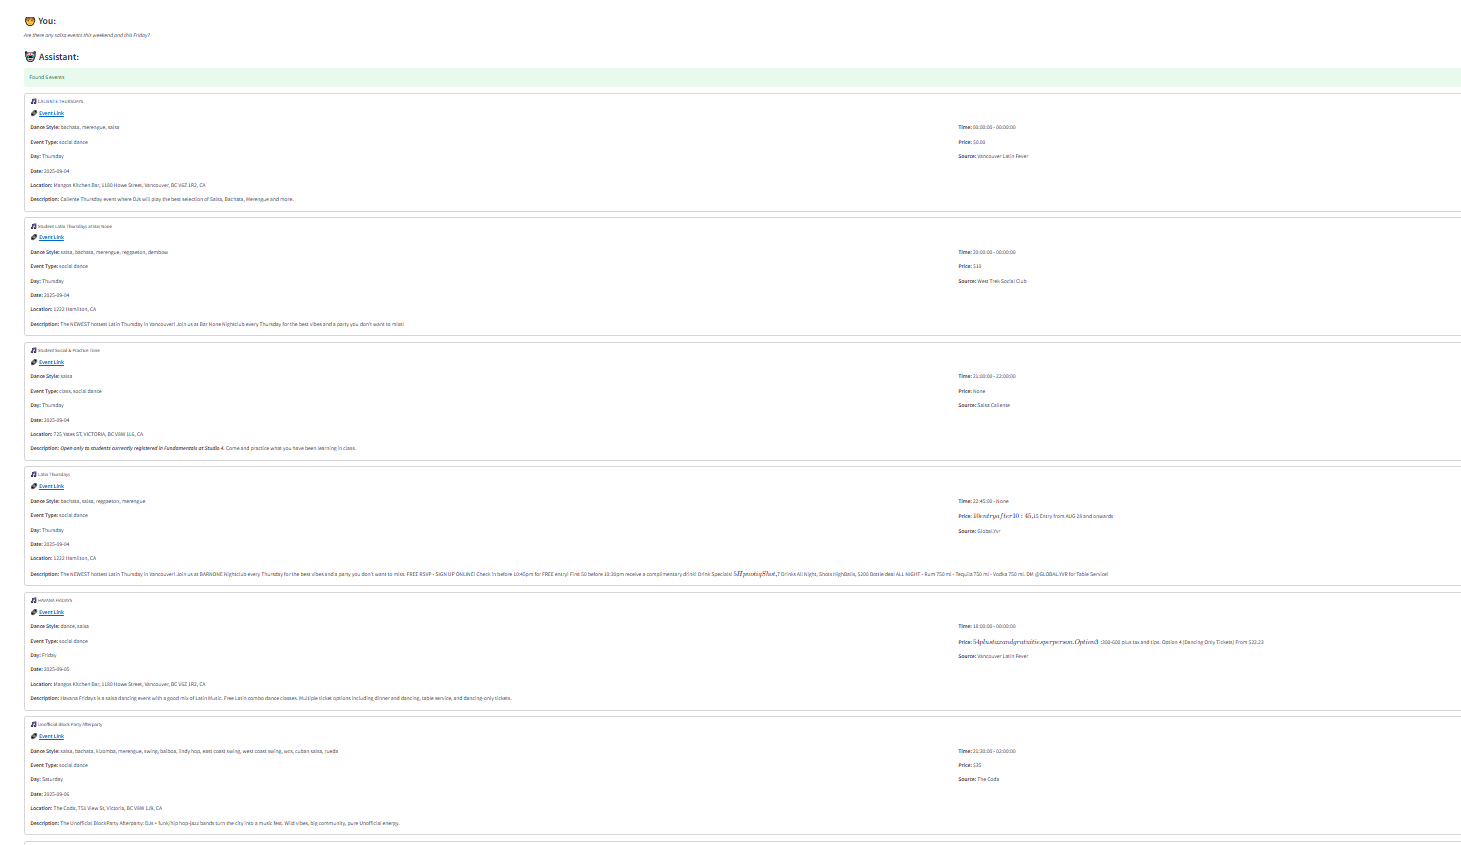 You:
Are there any salsa events this weekend and this Friday?
Assistant:
Found 6 events
CALIENTE THURSDAYS
Event Link
Dance Style: bachata, merengue, salsa
Time: 00:00:00 - 00:00:00
Event Type: social dance
Price: $0.00
Day: Thursday
Source: Vancouver Latin Fever
Date: 2025-09-04
Location: Mangos Kitchen Bar, 1180 Howe Street, Vancouver, BC V6Z 1R2, CA
Description: Caliente Thursday event where DJs will play the best selection of Salsa, Bachata, Merengue and more.
Student Latin Thursdays at Bar None
Event Link
Dance Style: salsa, bachata, merengue, reggaeton, dembow
Time: 20:00:00 - 00:00:00
Event Type: social dance
Price: $10
Day: Thursday
Source: West Trek Social Club
Date: 2025-09-04
Location: 1222 Hamilton, CA
Description: The NEWEST hottest Latin Thursday in Vancouver! Join us at Bar None Nightclub every Thursday for the best vibes and a party you don't want to miss!
Student Social & Practice Time
Event Link
Dance Style: salsa
Time: 21:00:00 - 22:00:00
Event Type: class, social dance
Price: None
Day: Thursday
Source: Salsa Caliente
Date: 2025-09-04
Location: 725 Yates ST, VICTORIA, BC V8W 1L6, CA
Description: Open only to students currently registered in Fundamentals at Studio 4. Come and practice what you have been learning in class.
Latin Thursdays
Event Link
Dance Style: bachata, salsa, reggaeton, merengue
Time: 22:45:00 - None
Event Type: social dance
Price: 10entryafter10 : 45,15 Entry from AUG 28 and onwards
Day: Thursday
Source: Global.Yvr
Date: 2025-09-04
Location: 1222 Hamilton, CA
Description: The NEWEST hottest Latin Thursday in Vancouver! Join us at BARNONE Nightclub every Thursday for the best vibes and a party you don't want to miss. FREE RSVP - SIGN UP ONLINE! Check in before 10:45pm for FREE entry! First 50 before 10:30pm receive a complimentary drink! Drink Specials! 5HpnotiqShot,7 Drinks All Night, Shots HighBalls, $200 Bottle deal ALL NIGHT - Rum 750 ml - Tequila 750 ml - Vodka 750 ml. DM @GLOBAL.YVR for Table Service!
HAVANA FRIDAYS
Event Link
Dance Style: dance, salsa
Time: 18:00:00 - 00:00:00
Event Type: social dance
Price: 54plustaxandgratuitiesperperson.Option3 :300-600 plus tax and tips. Option 4 (Dancing Only Tickets) From $22.23
Day: Friday
Source: Vancouver Latin Fever
Date: 2025-09-05
Location: Mangos Kitchen Bar, 1180 Howe Street, Vancouver, BC V6Z 1R2, CA
Description: Havana Fridays is a salsa dancing event with a good mix of Latin Music. Free Latin combo dance classes. Multiple ticket options including dinner and dancing, table service, and dancing-only tickets.
Unofficial Block Party Afterparty
Event Link
Dance Style: salsa, bachata, kizomba, merengue, swing, balboa, lindy hop, east coast swing, west coast swing, wcs, cuban salsa, rueda
Time: 21:30:00 - 02:00:00
Event Type: social dance
Price: $35
Day: Saturday
Source: The Coda
Date: 2025-09-06
Location: The Coda, 751 View St, Victoria, BC V8W 1J9, CA
Description: The Unofficial BlockParty Afterparty: DJs + funk/hip hop-jazz bands turn the city into a music fest. Wild vibes, big community, pure Unofficial energy.